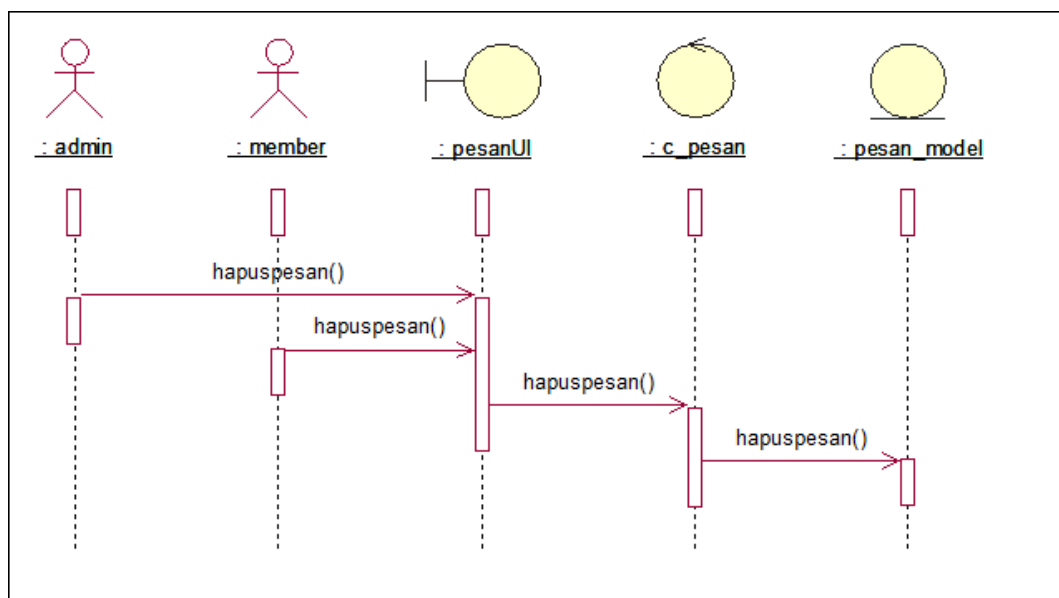 : admin
: member
: pesanUI
: c_pesan
: pesan_model
hapuspesan()
hapuspesan()
hapuspesan()
hapuspesan()